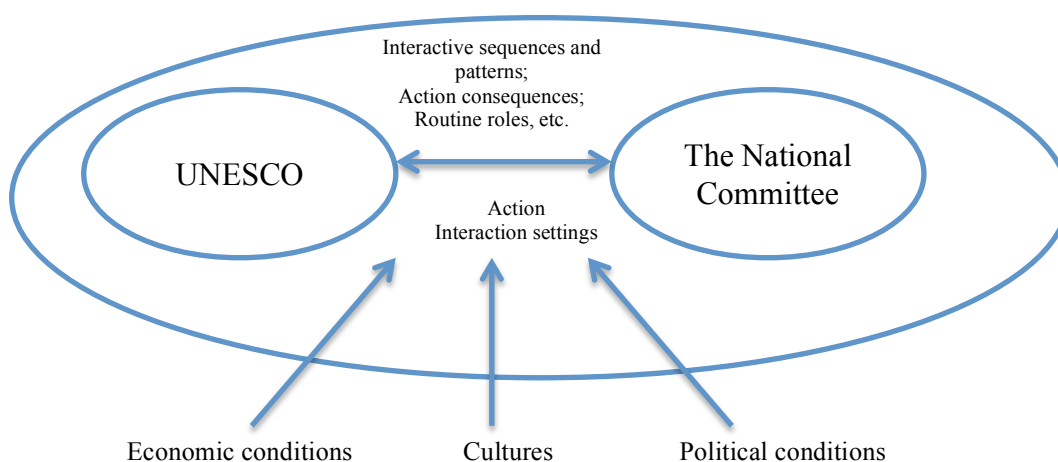 Interactive sequences and
patterns;
Action consequences;
Routine roles, etc.
UNESCO
The National
Committee
Action
Interaction settings
Economic conditions
Cultures
Political conditions